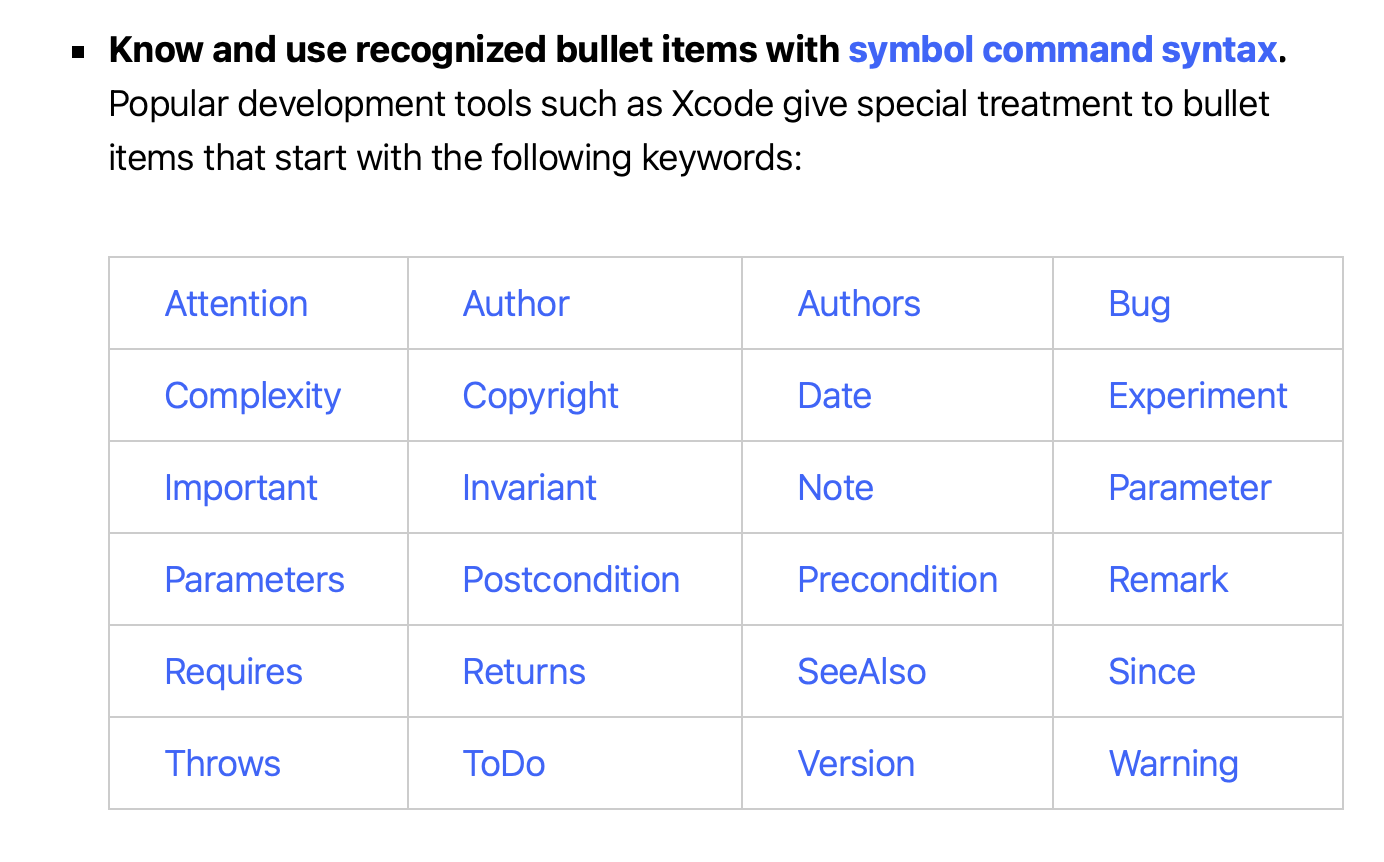 Know and use recognized bullet items with symbol command syntax.
Popular development tools such as Xcode give special treatment to bullet
items that start with the following keywords:
Attention Author Authors Bug
Complexity Copyright Date Experiment
Important Invariant Note Parameter
Parameters Postcondition Precondition Remark
Requires Returns SeeAlso Since
Throws ToDo Version Warning